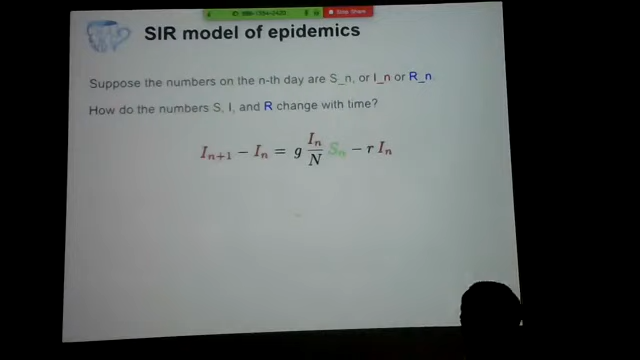 Stop Share
SIR model of epidemics
Suppose the numbers on the n-th day are S_n, or I_n or R_n
How do the numbers S, I, and R change with time?
I_{n+1} − I_n = g \frac{I_n}{N} S_n − r I_n